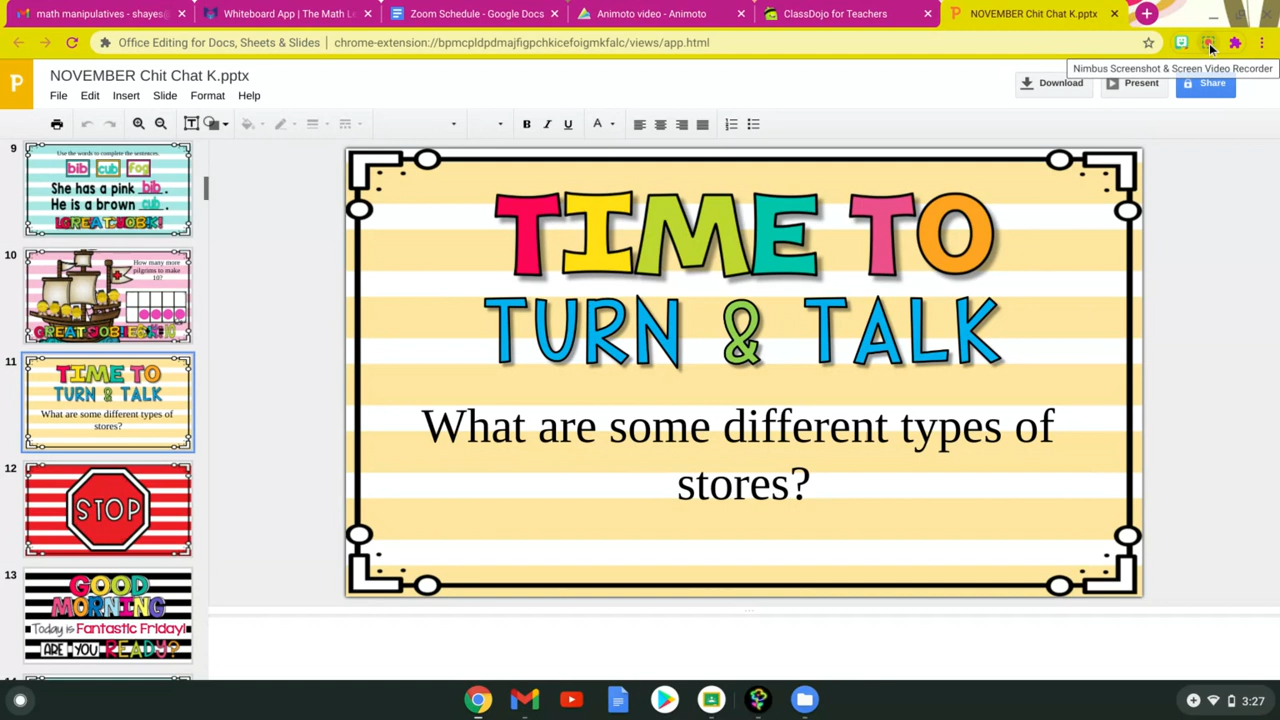 math manipulatives - shayes@
Whiteboard App | The Math Le
Zoom Schedule - Google Docs
Animoto video - Animoto
ClassDojo for Teachers
NOVEMBER Chit Chat K.pptx
Office Editing for Docs, Sheets & Slides | chrome-extension://bpmcpldpdmajfigpchkicefoigmkfalc/views/app.html
Nimbus Screenshot & Screen Video Recorder
NOVEMBER Chit Chat K.pptx
File Edit Insert Slide Format Help
Download
Present
Share
B I U A
9
Use the words to complete the sentences.
bib cub fog
She has a pink bib.
He is a brown cub.
10
How many more
pilgrims to make
10?
11
TIME TO
TURN & TALK
What are some different types of
stores?
12
STOP
13
GOOD
MORNING
Today is Fantastic Friday!
ARE YOU READY?
TIME TO
TURN & TALK
What are some different types of
stores?
3:27